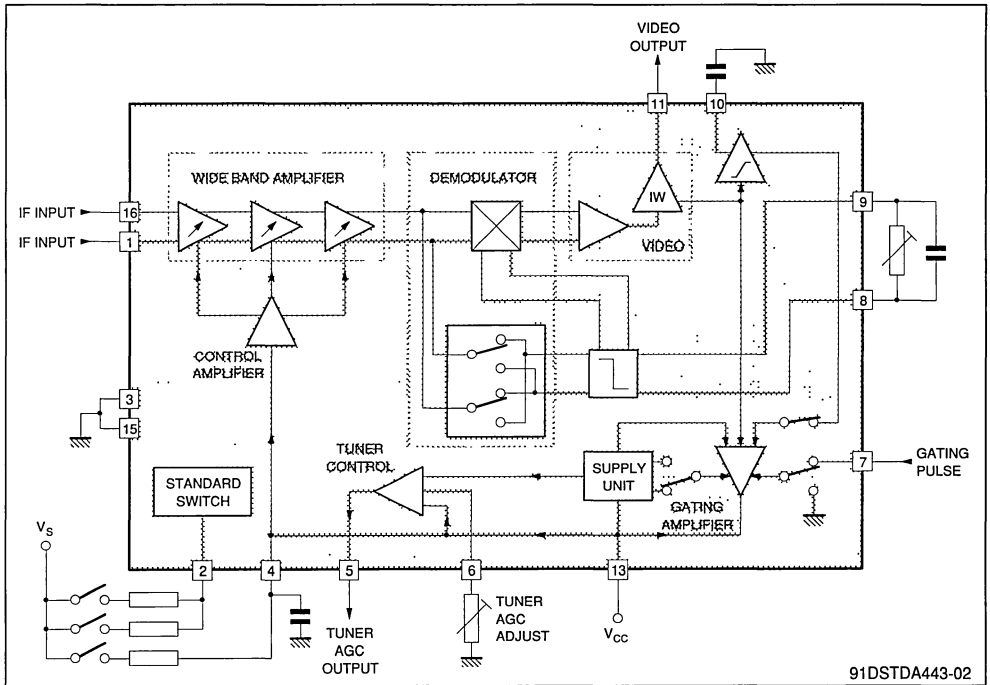 VIDEO
OUTPUT
11
10
WIDE BAND AMPLIFIER
DEMODULATOR
IW
VIDEO
9
IF INPUT
16
IF INPUT
1
8
CONTROL
AMPLIFIER
3
15
TUNER
CONTROL
SUPPLY
UNIT
7
GATING
PULSE
STANDARD
SWITCH
GATING
AMPLIFIER
VS
2
4
5
6
13
TUNER
AGC
OUTPUT
TUNER
AGC
ADJUST
VCC
91DSTDA443-02